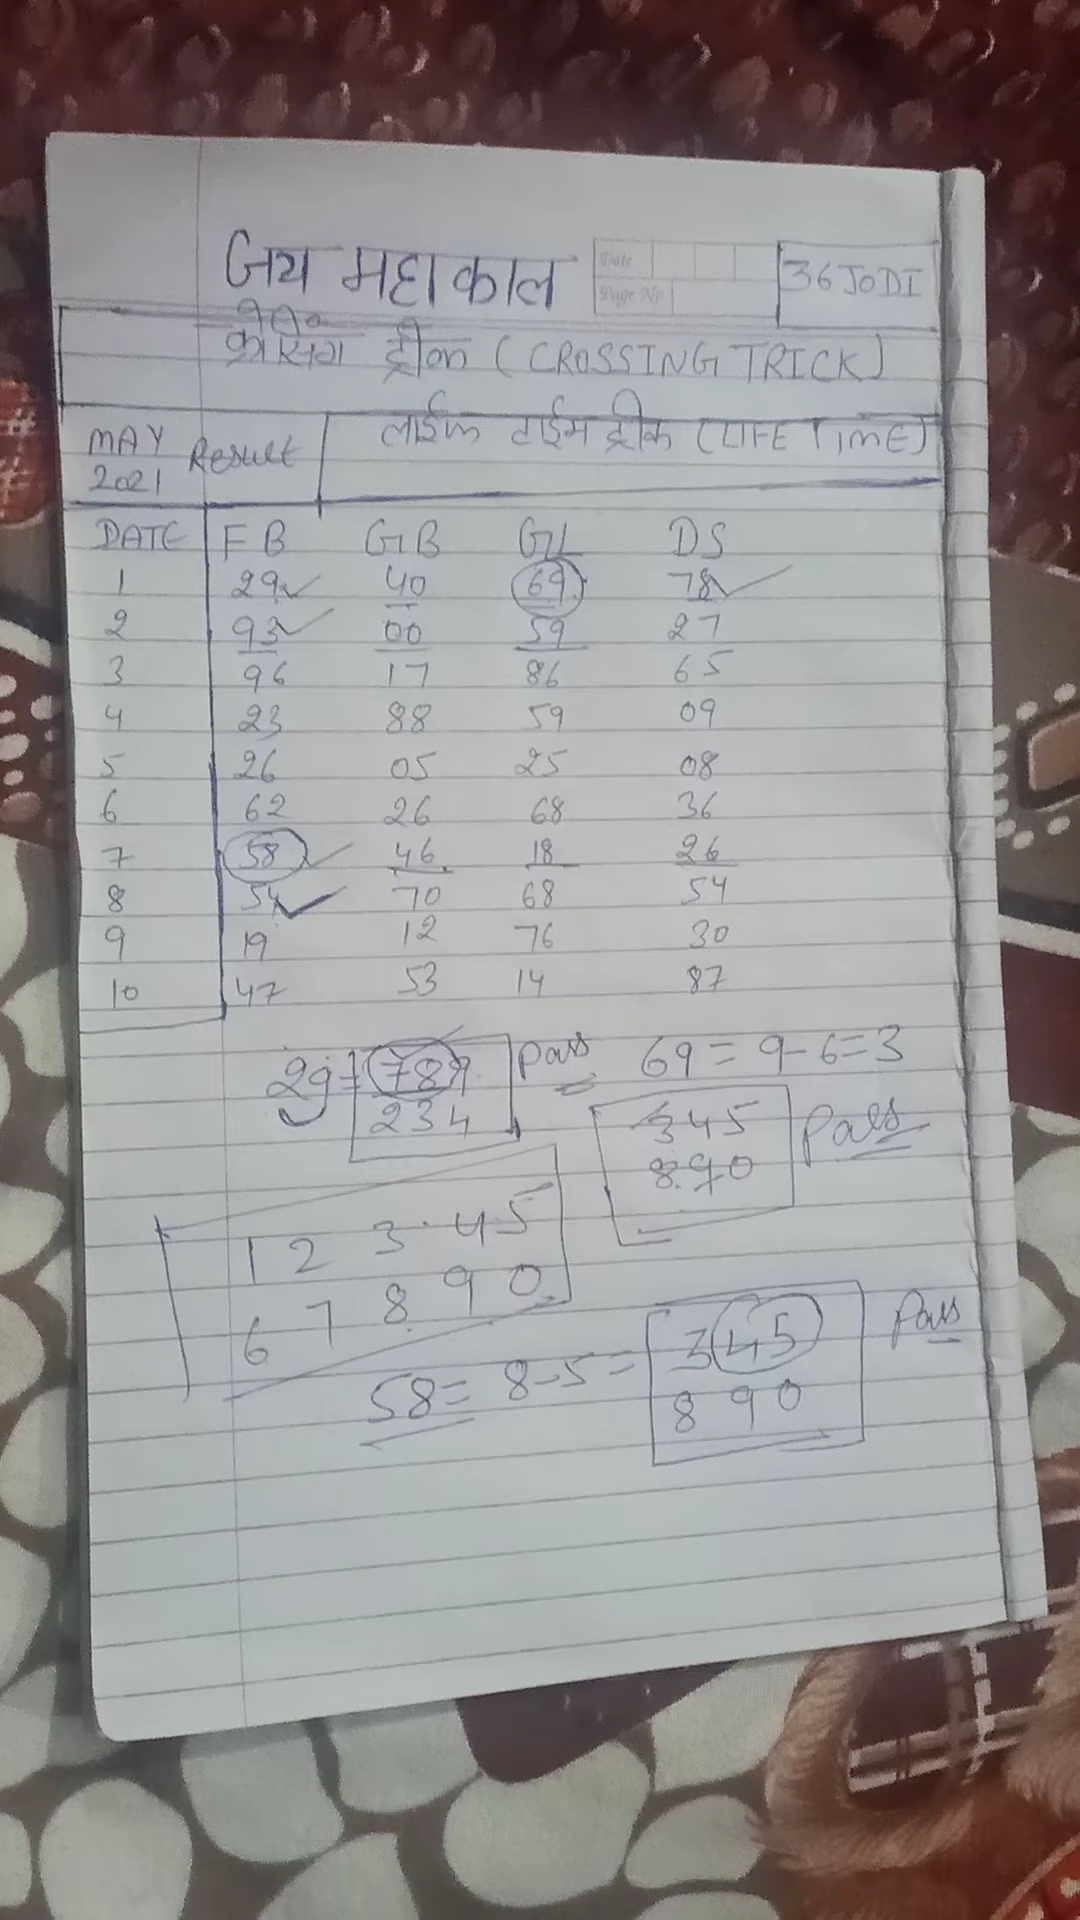 जय महाकाल
Date
Page No
36 JODI
क्रोसिंग ट्रीक (CROSSING TRICK)
लाईफ टाईम ट्रीक (LIFE TIME)
MAY 2021 Result
DATE FB GB GL DS
1 29 40 69 78
2 93 00 59 27
3 96 17 86 65
4 23 88 59 09
5 26 05 25 08
6 62 26 68 36
7 58 46 18 26
8 54 70 68 54
9 19 12 76 30
10 47 53 14 87
29= 789 Pass 69 = 9-6=3
234
345 Pass
890
1 2 3 4 5
6 7 8 9 0
58= 8-5= 345 Pass
890